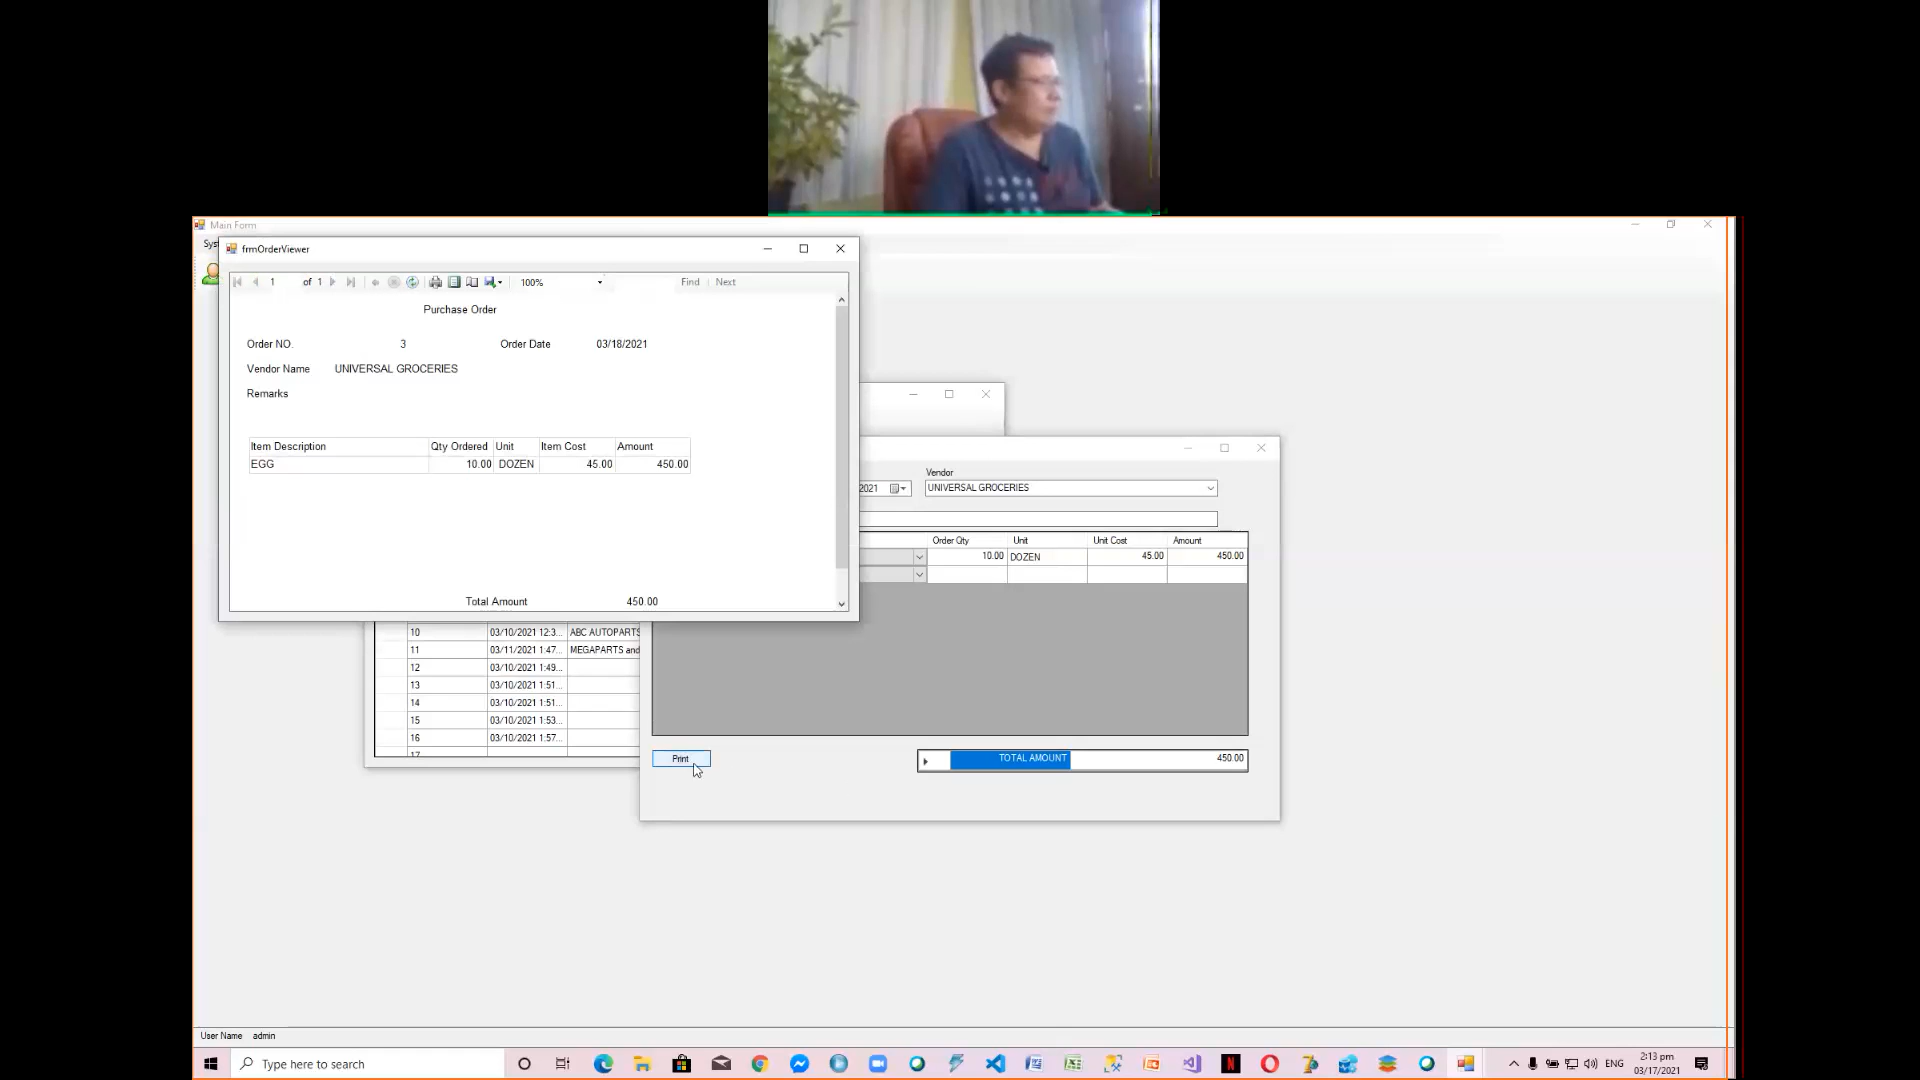 Main Form
Sys
frmOrderViewer
1 of 1 100% Find Next
Purchase Order
Order NO. 3 Order Date 03/18/2021
Vendor Name UNIVERSAL GROCERIES
Remarks
Item Description Qty Ordered Unit Item Cost Amount
EGG 10.00 DOZEN 45.00 450.00
Total Amount 450.00
Vendor
2021 UNIVERSAL GROCERIES
Order Qty Unit Unit Cost Amount
10.00 DOZEN 45.00 450.00
10 03/10/2021 12:3... ABC AUTOPARTS
11 03/11/2021 1:47... MEGAPARTS and
12 03/10/2021 1:49...
13 03/10/2021 1:51...
14 03/10/2021 1:51...
15 03/10/2021 1:53...
16 03/10/2021 1:57...
17
Print TOTAL AMOUNT 450.00
User Name admin
Type here to search ENG 2:13 pm
03/17/2021